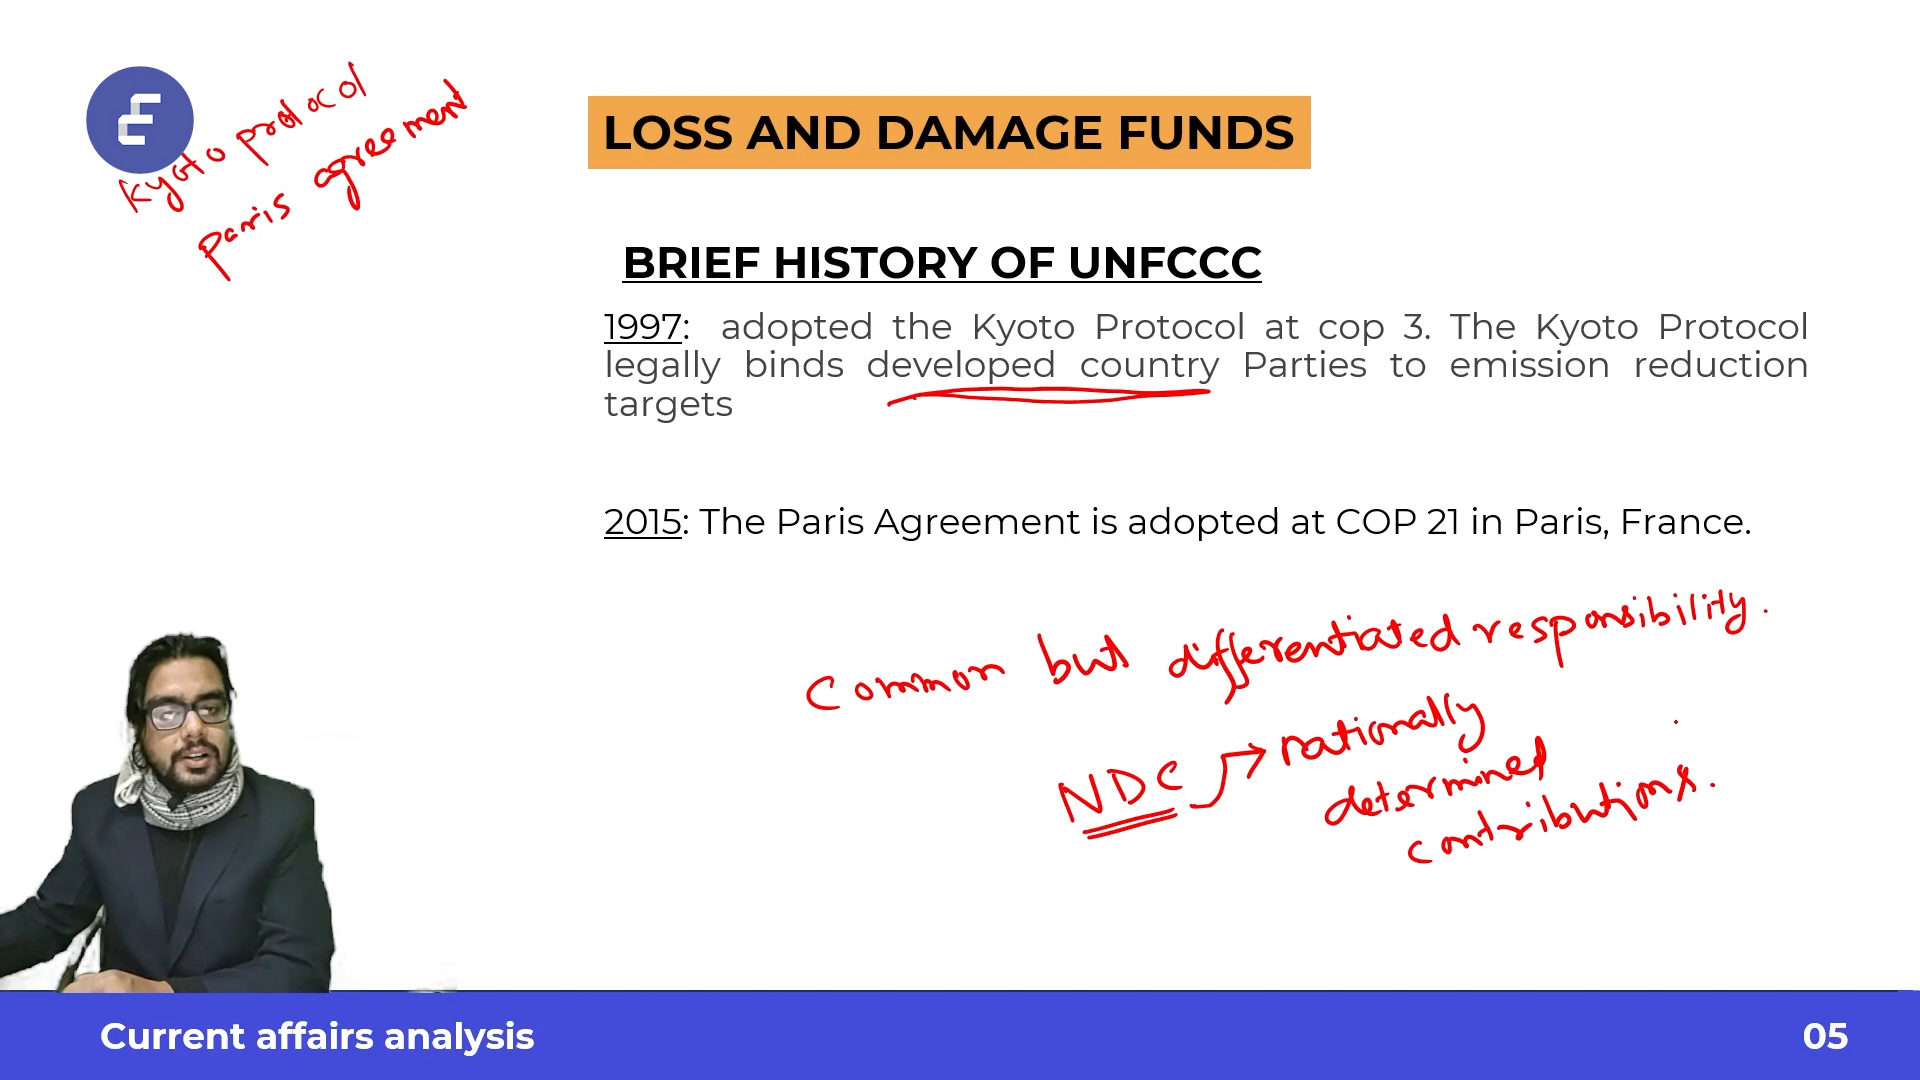 Kyoto protocol
paris agreement
LOSS AND DAMAGE FUNDS
BRIEF HISTORY OF UNFCCC
1997: adopted the Kyoto Protocol at cop 3. The Kyoto Protocol
legally binds developed country Parties to emission reduction
targets
2015: The Paris Agreement is adopted at COP 21 in Paris, France.
Common but differentiated responsibility.
NDC → nationally
determined
contributions.
Current affairs analysis
05